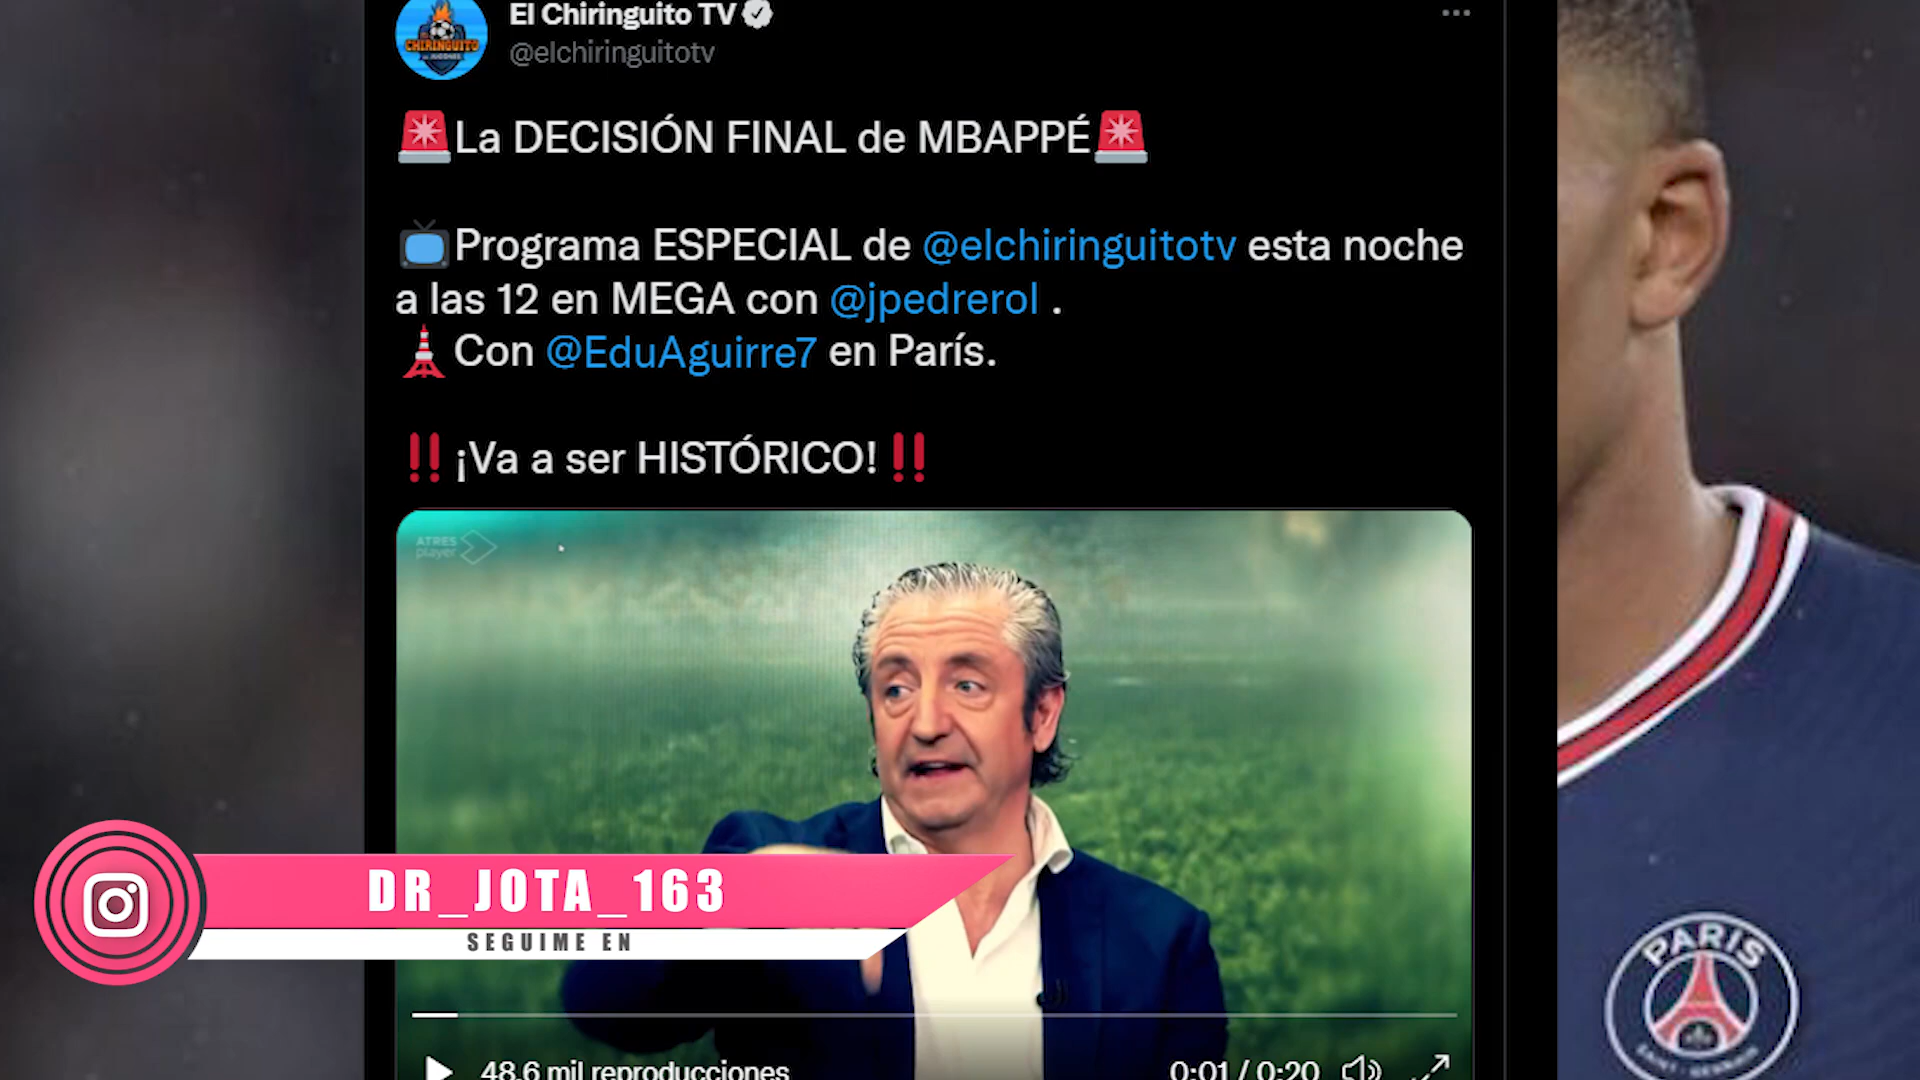 El Chiringuito TV
@elchiringuitotv
CHIRINGUITO
🚨La DECISIÓN FINAL de MBAPPÉ🚨
📺Programa ESPECIAL de @elchiringuitotv esta noche
a las 12 en MEGA con @jpedrerol .
🗼Con @EduAguirre7 en París.
‼️¡Va a ser HISTÓRICO!‼️
ATRES
player
DR_JOTA_163
SEGUIME EN
48,6 mil reproducciones
0:01 / 0:20
PARIS